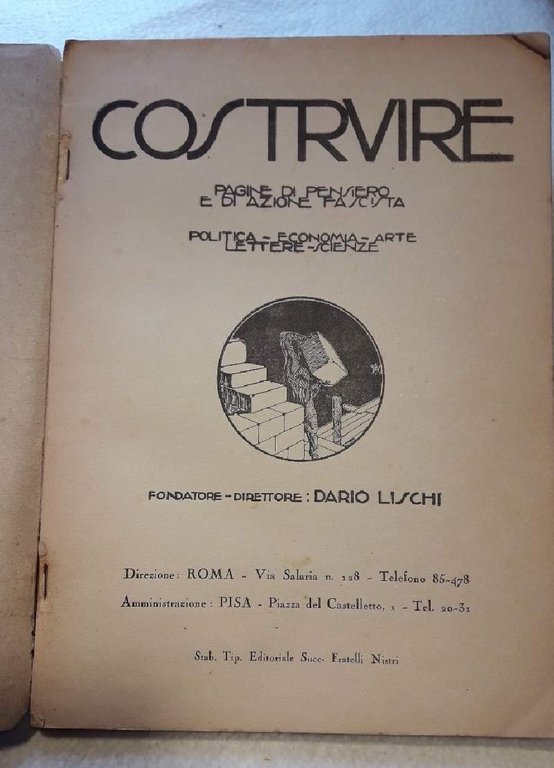 COSTRVIRE
PAGINE DI PENSIERO
E DI AZIONE FASCISTA
POLITICA - ECONOMIA - ARTE
LETTERE - SCIENZE
FONDATORE - DIRETTORE : DARIO LISCHI
Direzione : ROMA - Via Salaria n. 128 - Telefono 85-478
Amministrazione : PISA - Piazza del Castelletto, 1 - Tel. 20-31
Stab. Tip. Editoriale Succ. Fratelli Nistri